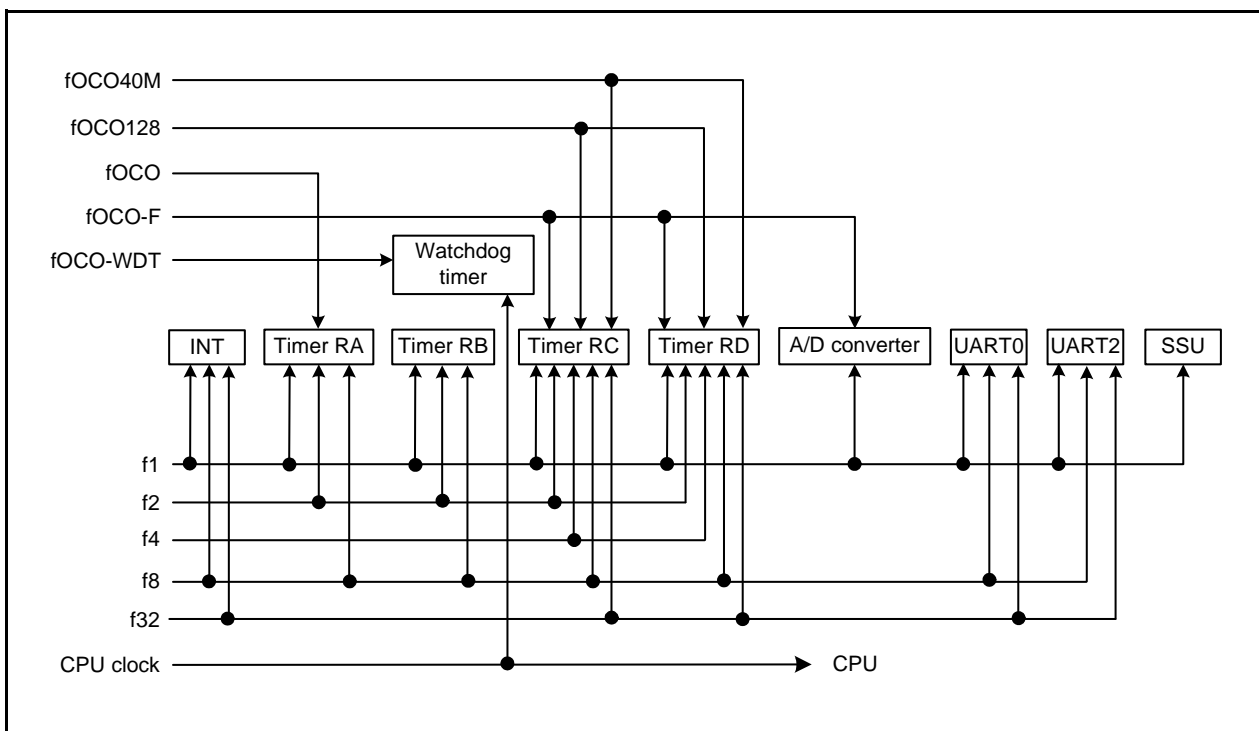 fOCO40M
fOCO128
fOCO
fOCO-F
fOCO-WDT
Watchdog
timer
INT
Timer RA
Timer RB
Timer RC
Timer RD
A/D converter
UART0
UART2
SSU
f1
f2
f4
f8
f32
CPU clock
CPU